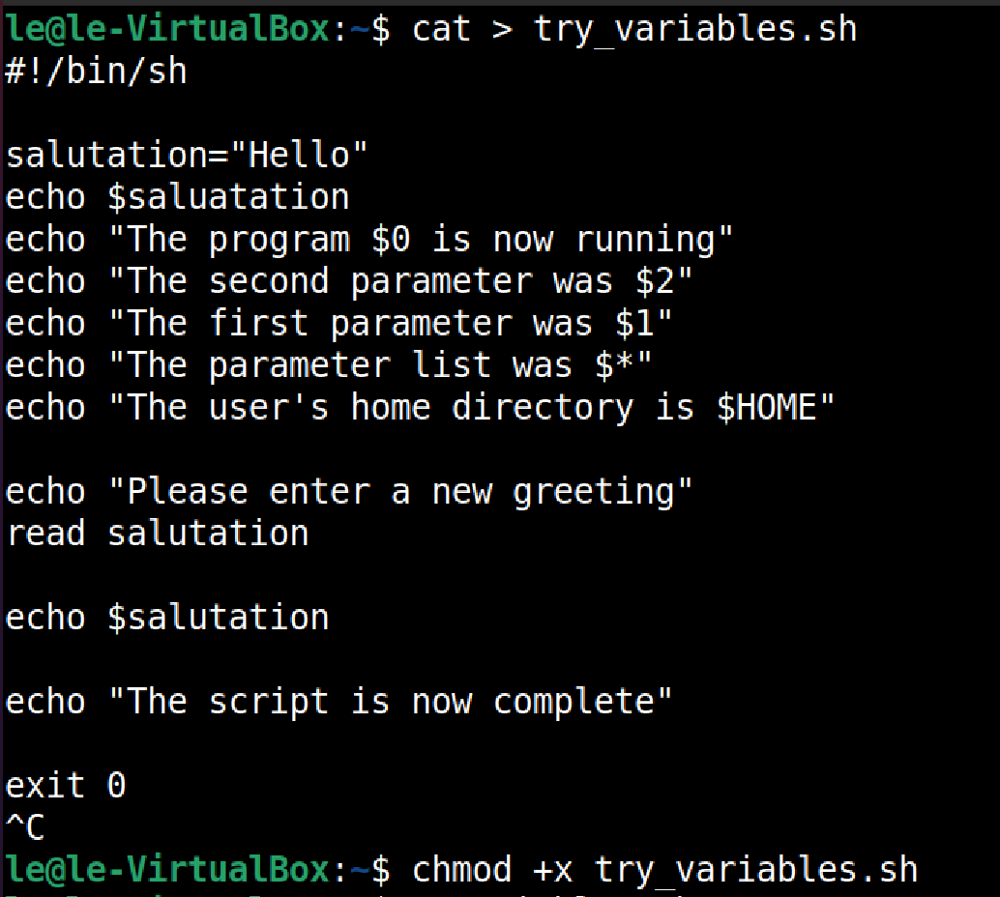 le@le-VirtualBox:~$ cat > try_variables.sh
#!/bin/sh
salutation="Hello"
echo $saluatation
echo "The program $0 is now running"
echo "The second parameter was $2"
echo "The first parameter was $1"
echo "The parameter list was $*"
echo "The user's home directory is $HOME"
echo "Please enter a new greeting"
read salutation
echo $salutation
echo "The script is now complete"
exit 0
^C
le@le-VirtualBox:~$ chmod +x try_variables.sh